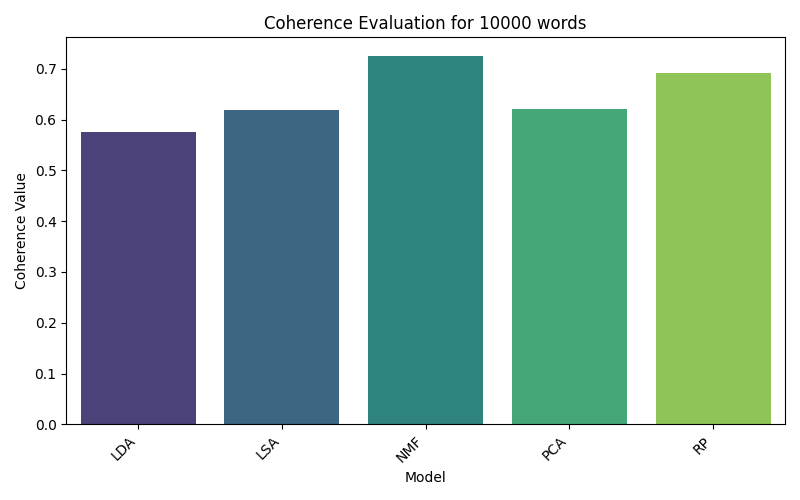 Coherence Evaluation for 10000 words
Coherence Value
0.7
0.6
0.5
0.4
0.3
0.2
0.1
0.0
LDA
LSA
NMF
PCA
RP
Model